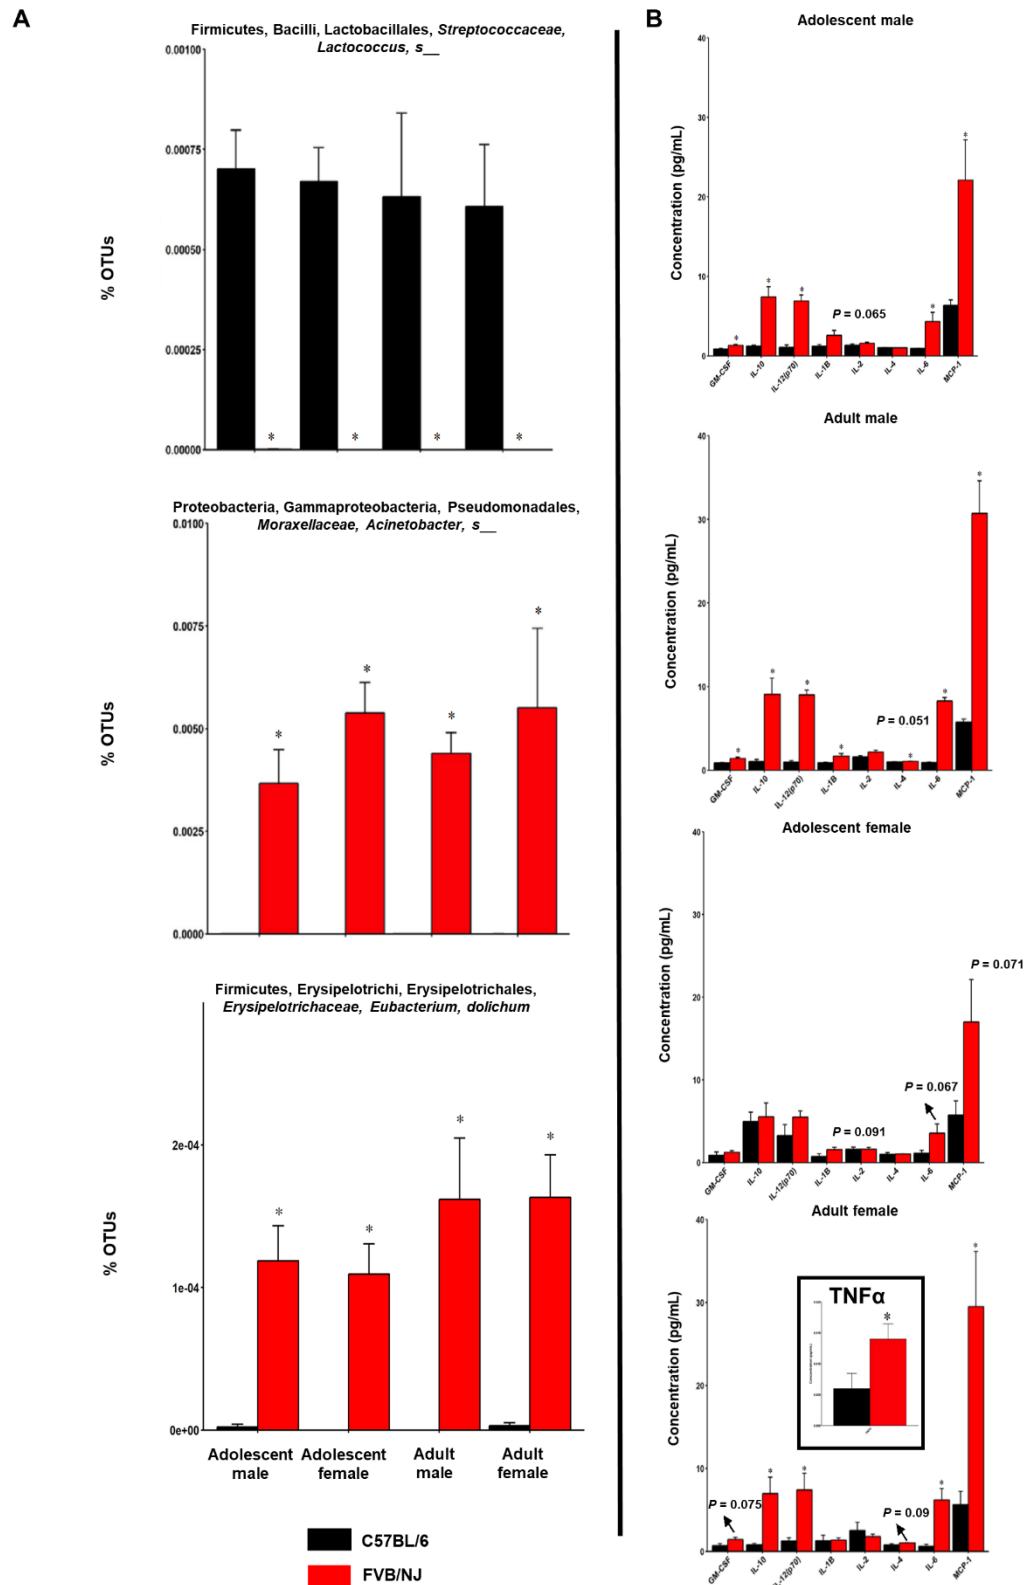 A
Firmicutes, Bacilli, Lactobacillales, Streptococcaceae,
Lactococcus, s__
0.00100
0.00075
0.00050
0.00025
0.00000
% OTUs
* * * *
Proteobacteria, Gammaproteobacteria, Pseudomonadales,
Moraxellaceae, Acinetobacter, s__
0.0100
0.0075
0.0050
0.0025
0.0000
% OTUs
* * * *
Firmicutes, Erysipelotrichi, Erysipelotrichales,
Erysipelotrichaceae, Eubacterium, dolichum
2e-04
1e-04
0e+00
% OTUs
* * * *
Adolescent male
Adolescent female
Adult male
Adult female
C57BL/6
FVB/NJ
B
Adolescent male
Concentration (pg/mL)
40
30
20
10
0
* * * P = 0.065 * *
GM-CSF IL-10 IL-12(p70) IL-1B IL-2 IL-4 IL-6 MCP-1
Adult male
Concentration (pg/mL)
40
30
20
10
0
* * * * P = 0.051 * * *
GM-CSF IL-10 IL-12(p70) IL-1B IL-2 IL-4 IL-6 MCP-1
Adolescent female
Concentration (pg/mL)
40
30
20
10
0
P = 0.091
P = 0.067
P = 0.071
GM-CSF IL-10 IL-12(p70) IL-1B IL-2 IL-4 IL-6 MCP-1
Adult female
Concentration (pg/mL)
40
30
20
10
0
TNFα
*
P = 0.075 * * P = 0.09 * *
GM-CSF IL-10 IL-12(p70) IL-1B IL-2 IL-4 IL-6 MCP-1